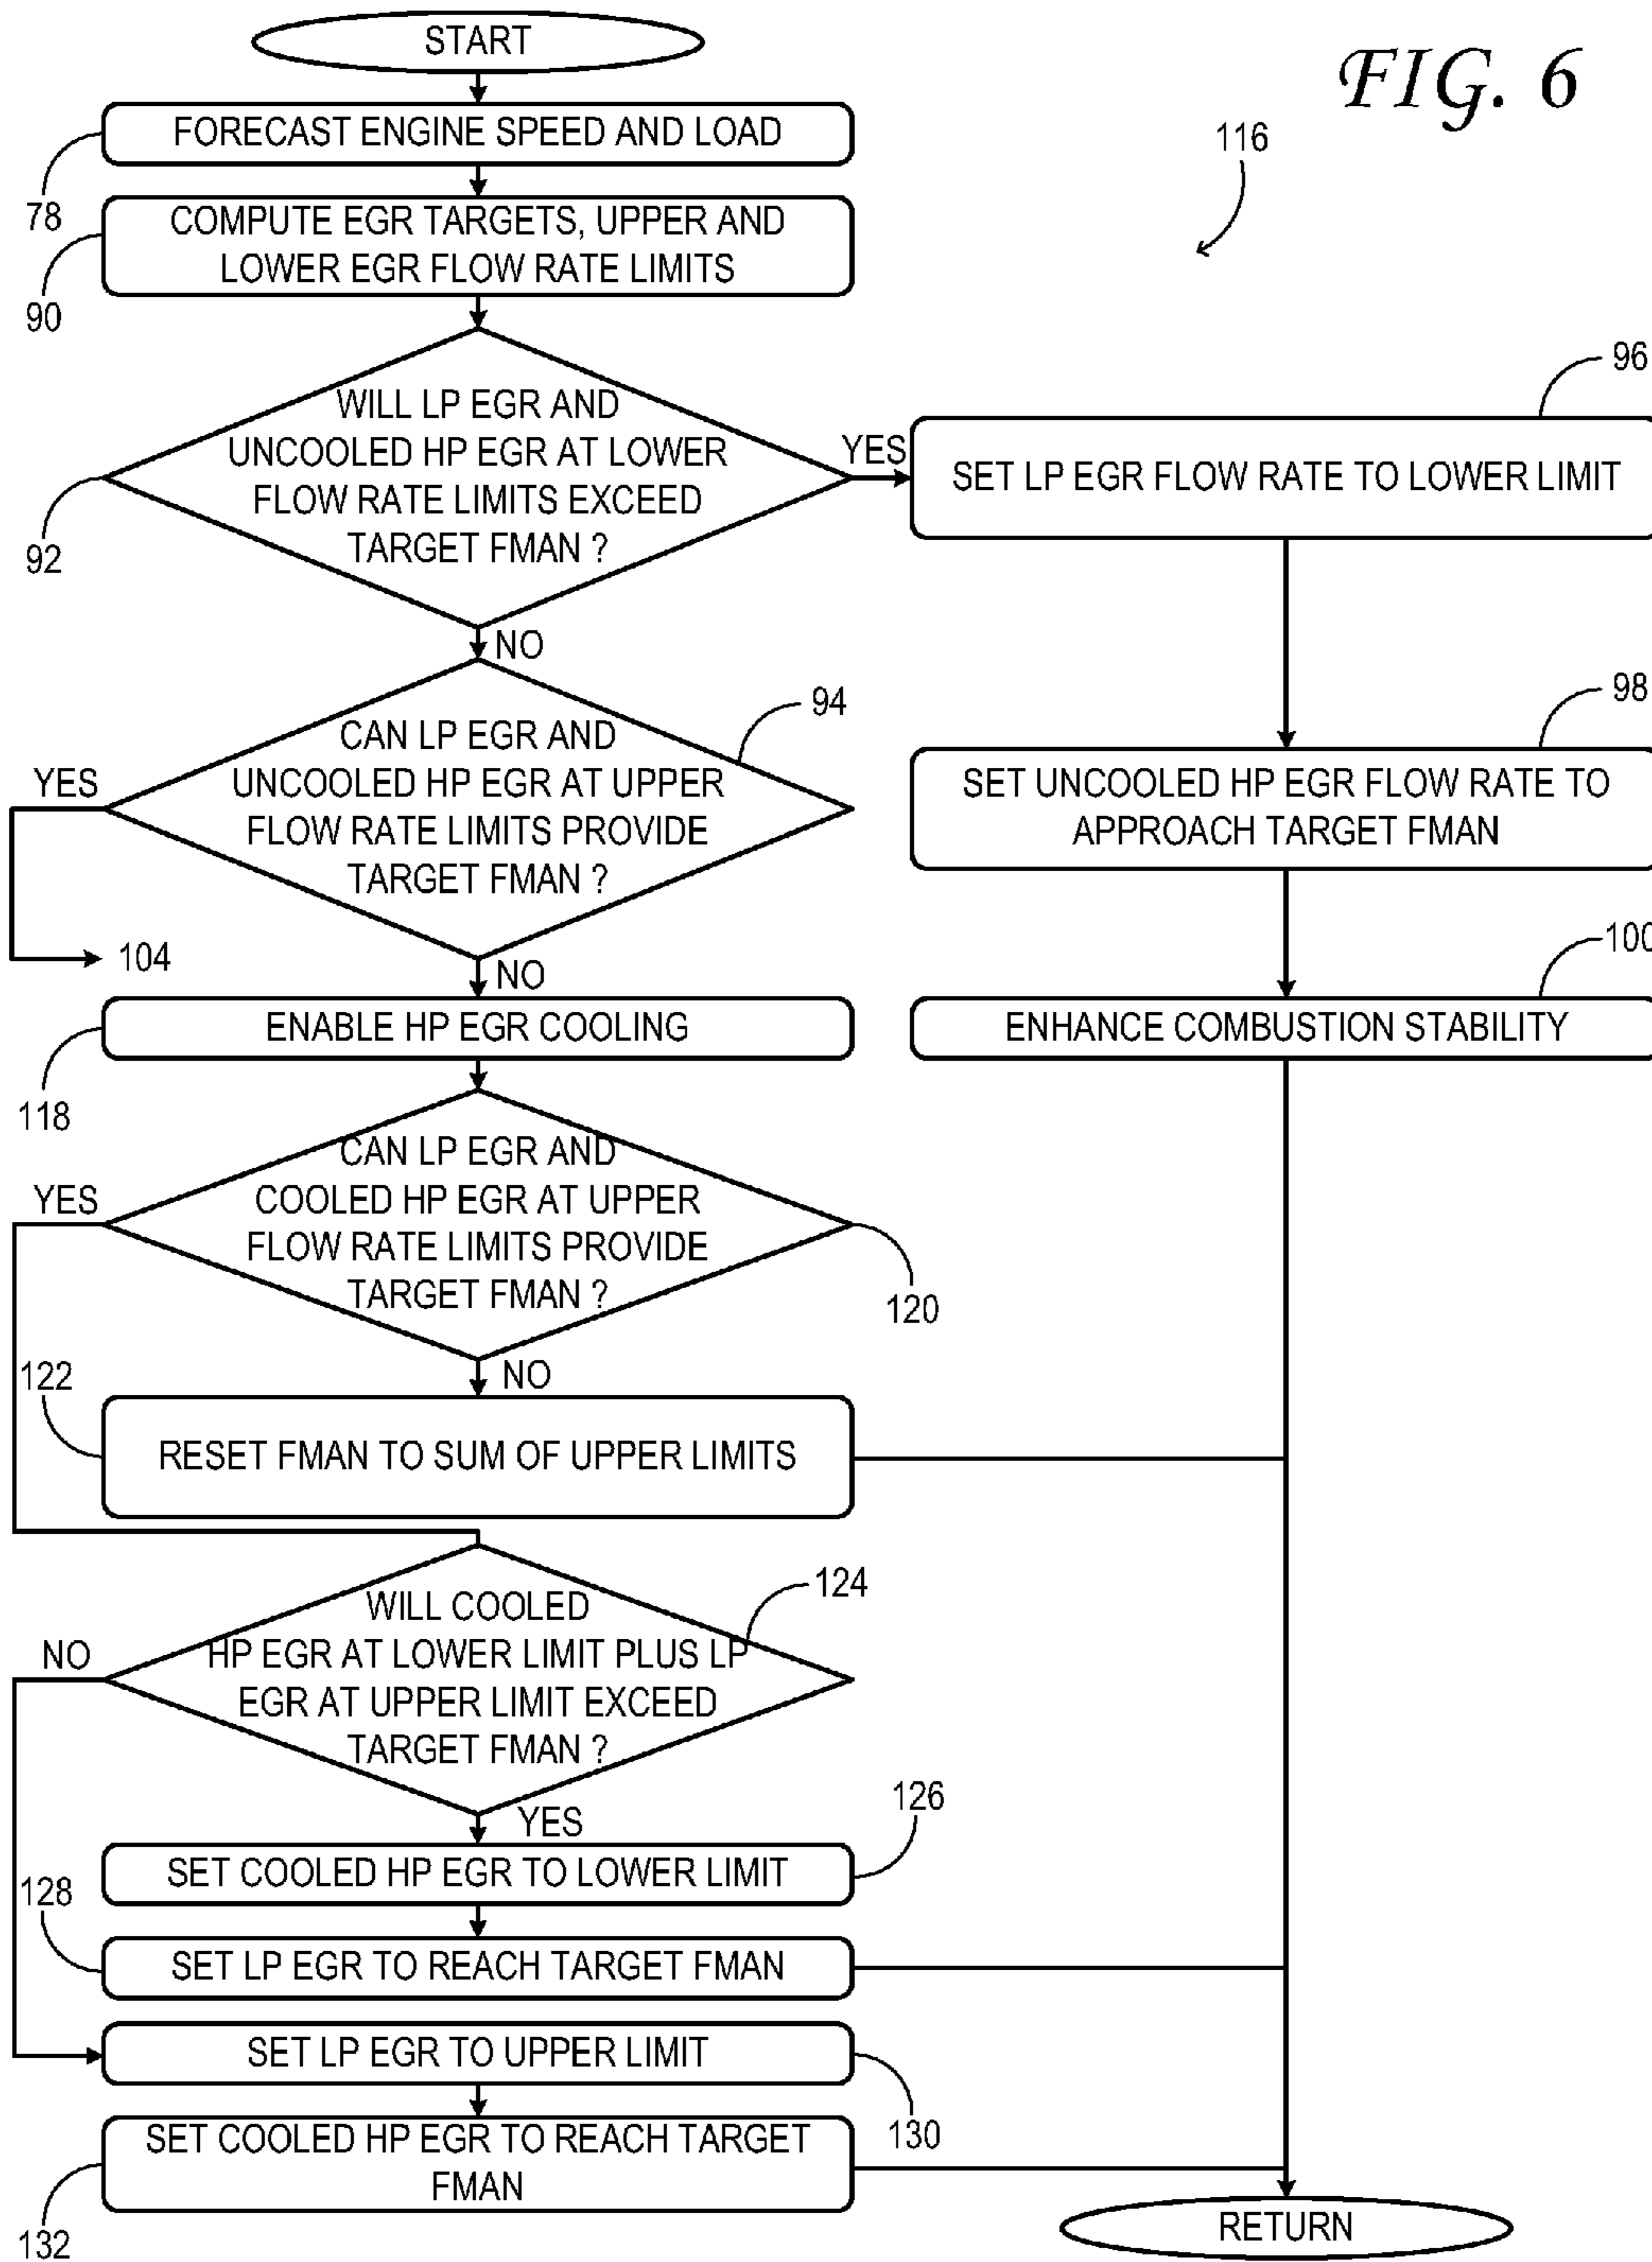 START
FIG. 6
116
FORECAST ENGINE SPEED AND LOAD
78
COMPUTE EGR TARGETS, UPPER AND
LOWER EGR FLOW RATE LIMITS
90
WILL LP EGR AND
UNCOOLED HP EGR AT LOWER
FLOW RATE LIMITS EXCEED
TARGET FMAN ?
92
YES
96
SET LP EGR FLOW RATE TO LOWER LIMIT
NO
94
CAN LP EGR AND
UNCOOLED HP EGR AT UPPER
FLOW RATE LIMITS PROVIDE
TARGET FMAN ?
YES
104
NO
98
SET UNCOOLED HP EGR FLOW RATE TO
APPROACH TARGET FMAN
100
ENHANCE COMBUSTION STABILITY
ENABLE HP EGR COOLING
118
CAN LP EGR AND
COOLED HP EGR AT UPPER
FLOW RATE LIMITS PROVIDE
TARGET FMAN ?
YES
120
NO
122
RESET FMAN TO SUM OF UPPER LIMITS
124
WILL COOLED
HP EGR AT LOWER LIMIT PLUS LP
EGR AT UPPER LIMIT EXCEED
TARGET FMAN ?
NO
YES
126
SET COOLED HP EGR TO LOWER LIMIT
128
SET LP EGR TO REACH TARGET FMAN
SET LP EGR TO UPPER LIMIT
130
SET COOLED HP EGR TO REACH TARGET
FMAN
132
RETURN